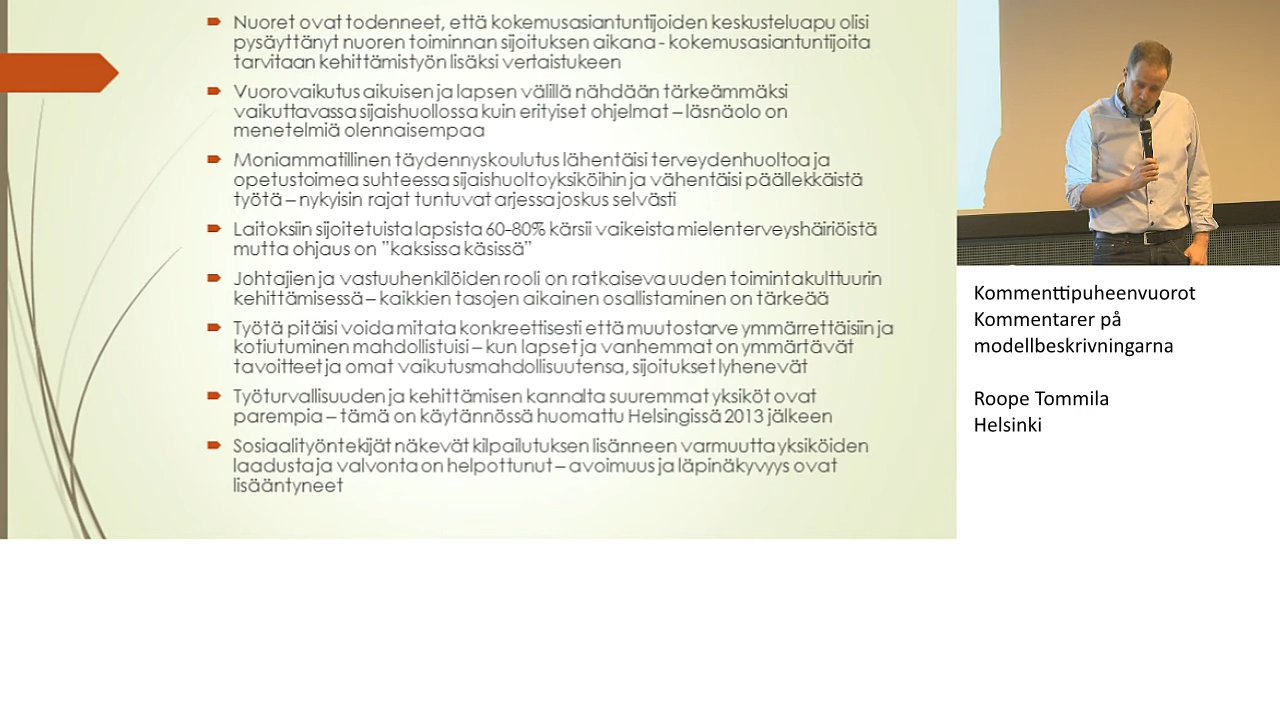 Nuoret ovat todenneet, että kokemusasiantuntijoiden keskusteluapu olisi
pysäyttänyt nuoren toiminnan sijoituksen aikana - kokemusasiantuntijoita
tarvitaan kehittämistyön lisäksi vertaistukeen
Vuorovaikutus aikuisen ja lapsen välillä nähdään tärkeämmäksi
vaikuttavassa sijaishuollossa kuin erityiset ohjelmat – läsnäolo on
menetelmiä olennaisempaa
Moniammatillinen täydennyskoulutus lähentäisi terveydenhuoltoa ja
opetustoimea suhteessa sijaishuoltoyksiköihin ja vähentäisi päällekkäistä
työtä – nykyisin rajat tuntuvat arjessa joskus selvästi
Laitoksiin sijoitetuista lapsista 60-80% kärsii vaikeista mielenterveyshäiriöistä
mutta ohjaus on ”kaksissa käsissä”
Johtajien ja vastuuhenkilöiden rooli on ratkaiseva uuden toimintakulttuurin
kehittämisessä – kaikkien tasojen aikainen osallistaminen on tärkeää
Työtä pitäisi voida mitata konkreettisesti että muutostarve ymmärrettäisiin ja
kotiutuminen mahdollistuisi – kun lapset ja vanhemmat on ymmärtävät
tavoitteet ja omat vaikutusmahdollisuutensa, sijoitukset lyhenevät
Työturvallisuuden ja kehittämisen kannalta suuremmat yksiköt ovat
parempia – tämä on käytännössä huomattu Helsingissä 2013 jälkeen
Sosiaalityöntekijät näkevät kilpailutuksen lisänneen varmuutta yksiköiden
laadusta ja valvonta on helpottunut – avoimuus ja läpinäkyvyys ovat
lisääntyneet
Kommenttipuheenvuorot
Kommentarer på
modellbeskrivningarna
Roope Tommila
Helsinki